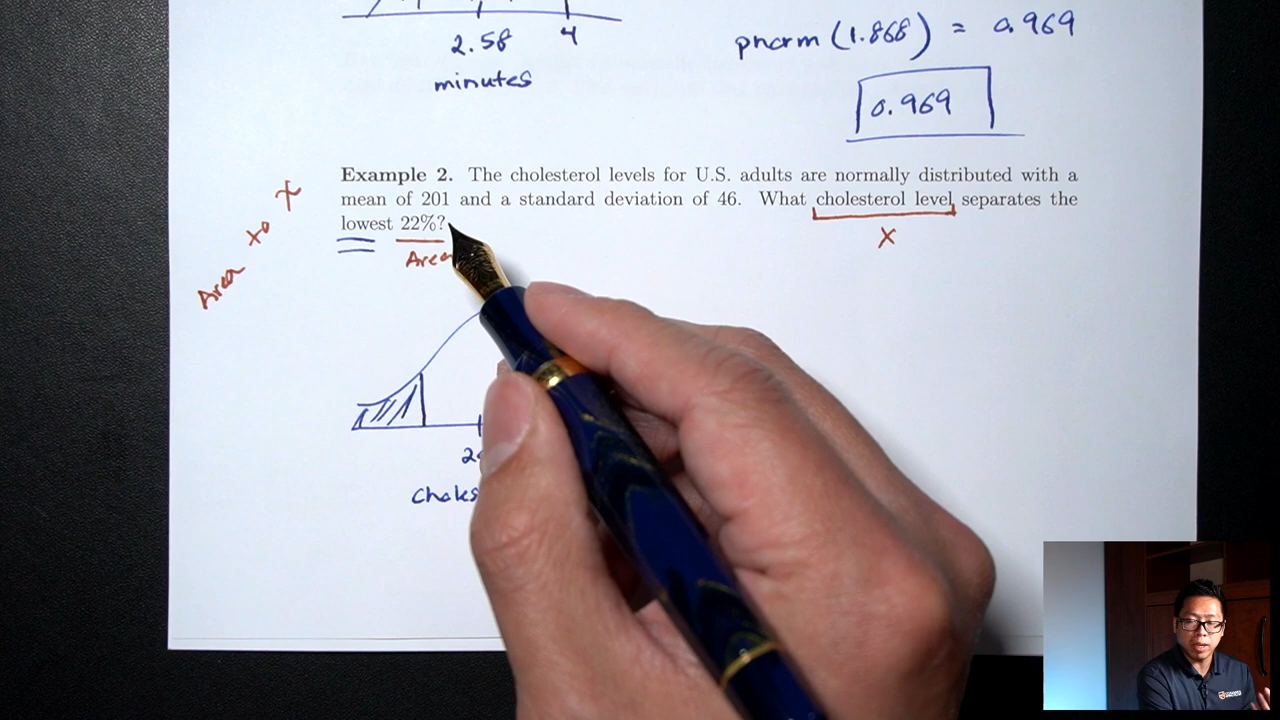 2.58 4
minutes
pnorm (1.868) = 0.969
0.969
Example 2. The cholesterol levels for U.S. adults are normally distributed with a
mean of 201 and a standard deviation of 46. What cholesterol level separates the
lowest 22%?
Area to x
Area
x